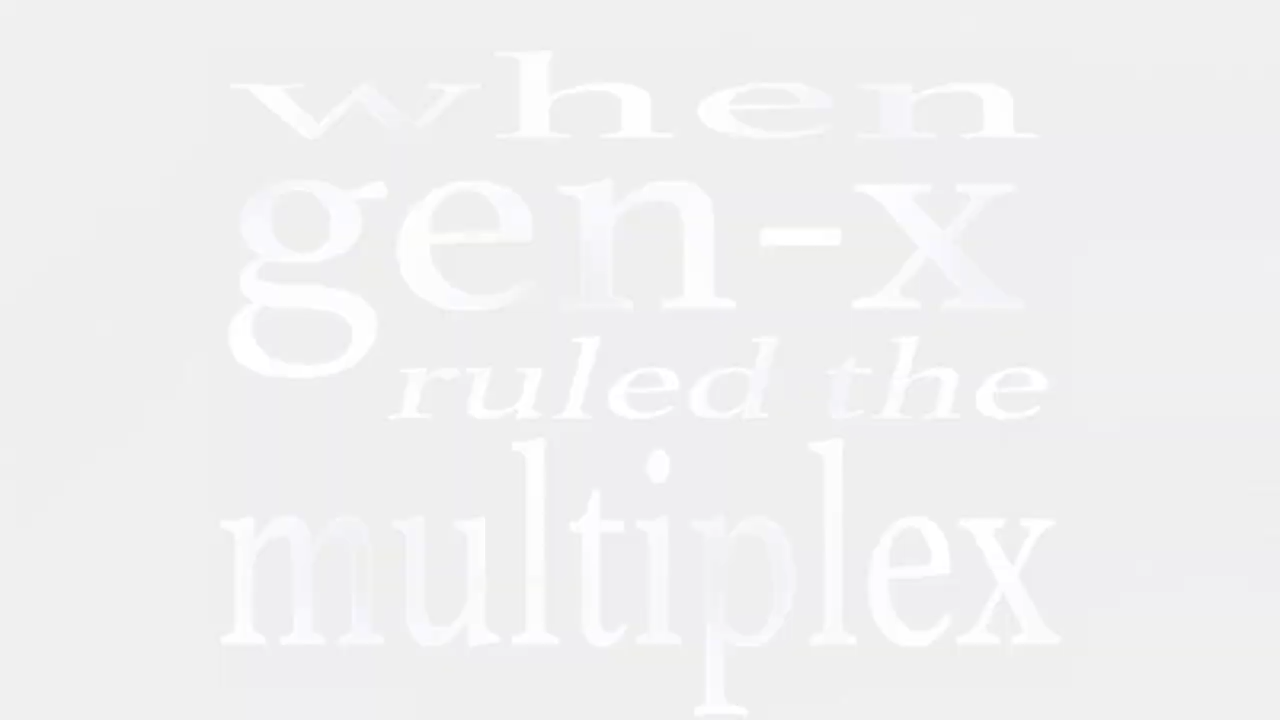 when
gen-x
ruled the
multiplex